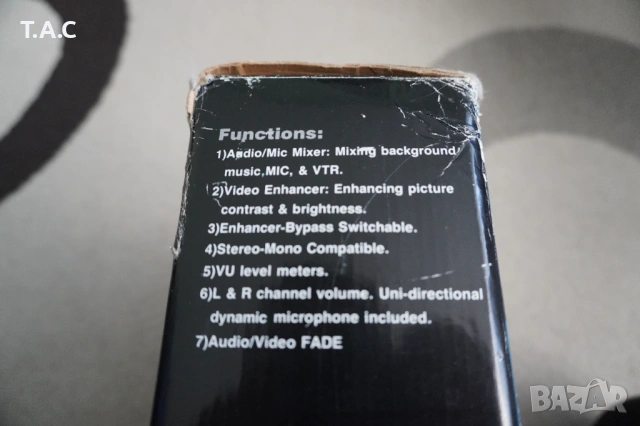 T.A.C
Functions:
1)Audio/Mic Mixer: Mixing background
music,MIC, & VTR.
2)Video Enhancer: Enhancing picture
contrast & brightness.
3)Enhancer-Bypass Switchable.
4)Stereo-Mono Compatible.
5)VU level meters.
6)L & R channel volume. Uni-directional
dynamic microphone included.
7)Audio/Video FADE
BAZAR